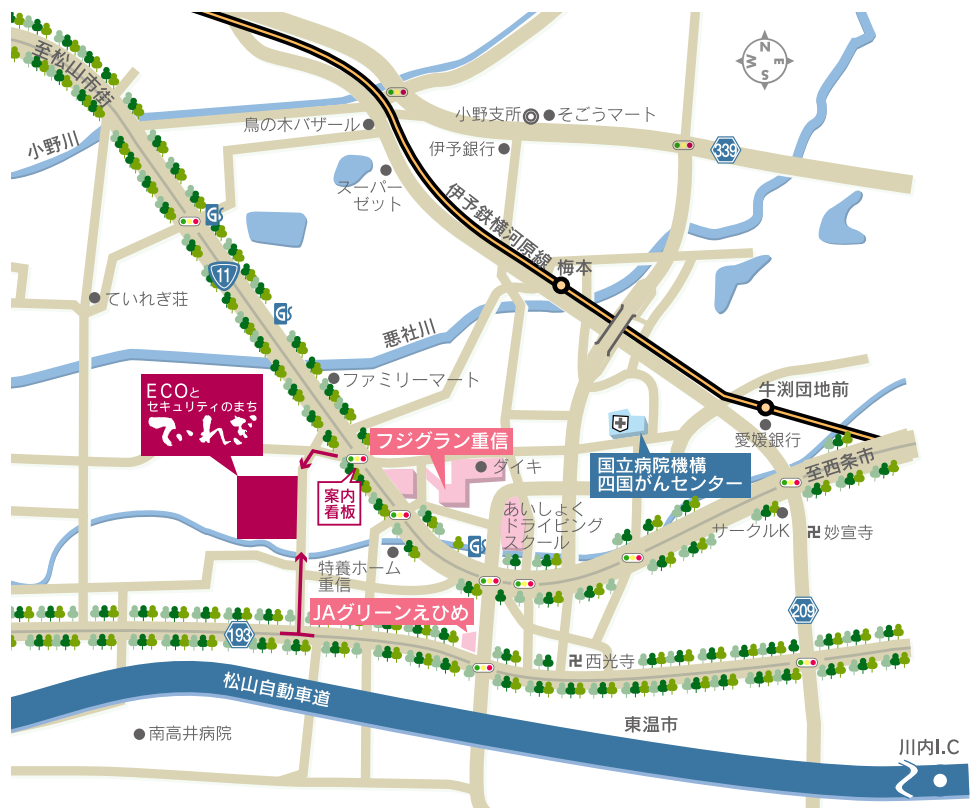 至松山市街
小野川
鳥の木バザール
小野支所
そごうマート
伊予銀行
339
N
E
S
W
スーパー
ゼット
伊予鉄横河原線
梅本
GS
11
ていれぎ荘
GS
悪社川
ファミリーマート
牛渕団地前
愛媛銀行
至西条市
ECOと
セキュリティのまち
ていれぎ
フジグラン重信
ダイキ
国立病院機構
四国がんセンター
案内
看板
あいしょく
ドライビング
スクール
サークルK
卍妙宣寺
GS
特養ホーム
重信
JAグリーンえひめ
193
209
卍西光寺
松山自動車道
東温市
南高井病院
川内I.C